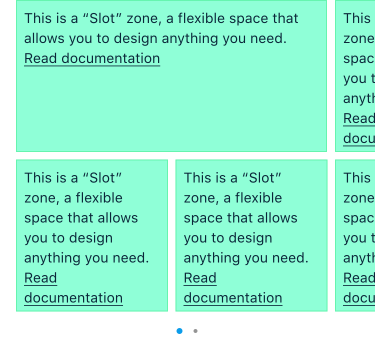 This is a “Slot” zone, a flexible space that
allows you to design anything you need.
Read documentation
This
zone
spac
you t
anyth
Read
docu
This is a “Slot”
zone, a flexible
space that allows
you to design
anything you need.
Read
documentation
This is a “Slot”
zone, a flexible
space that allows
you to design
anything you need.
Read
documentation
This
zone
spac
you t
anyth
Read
docu